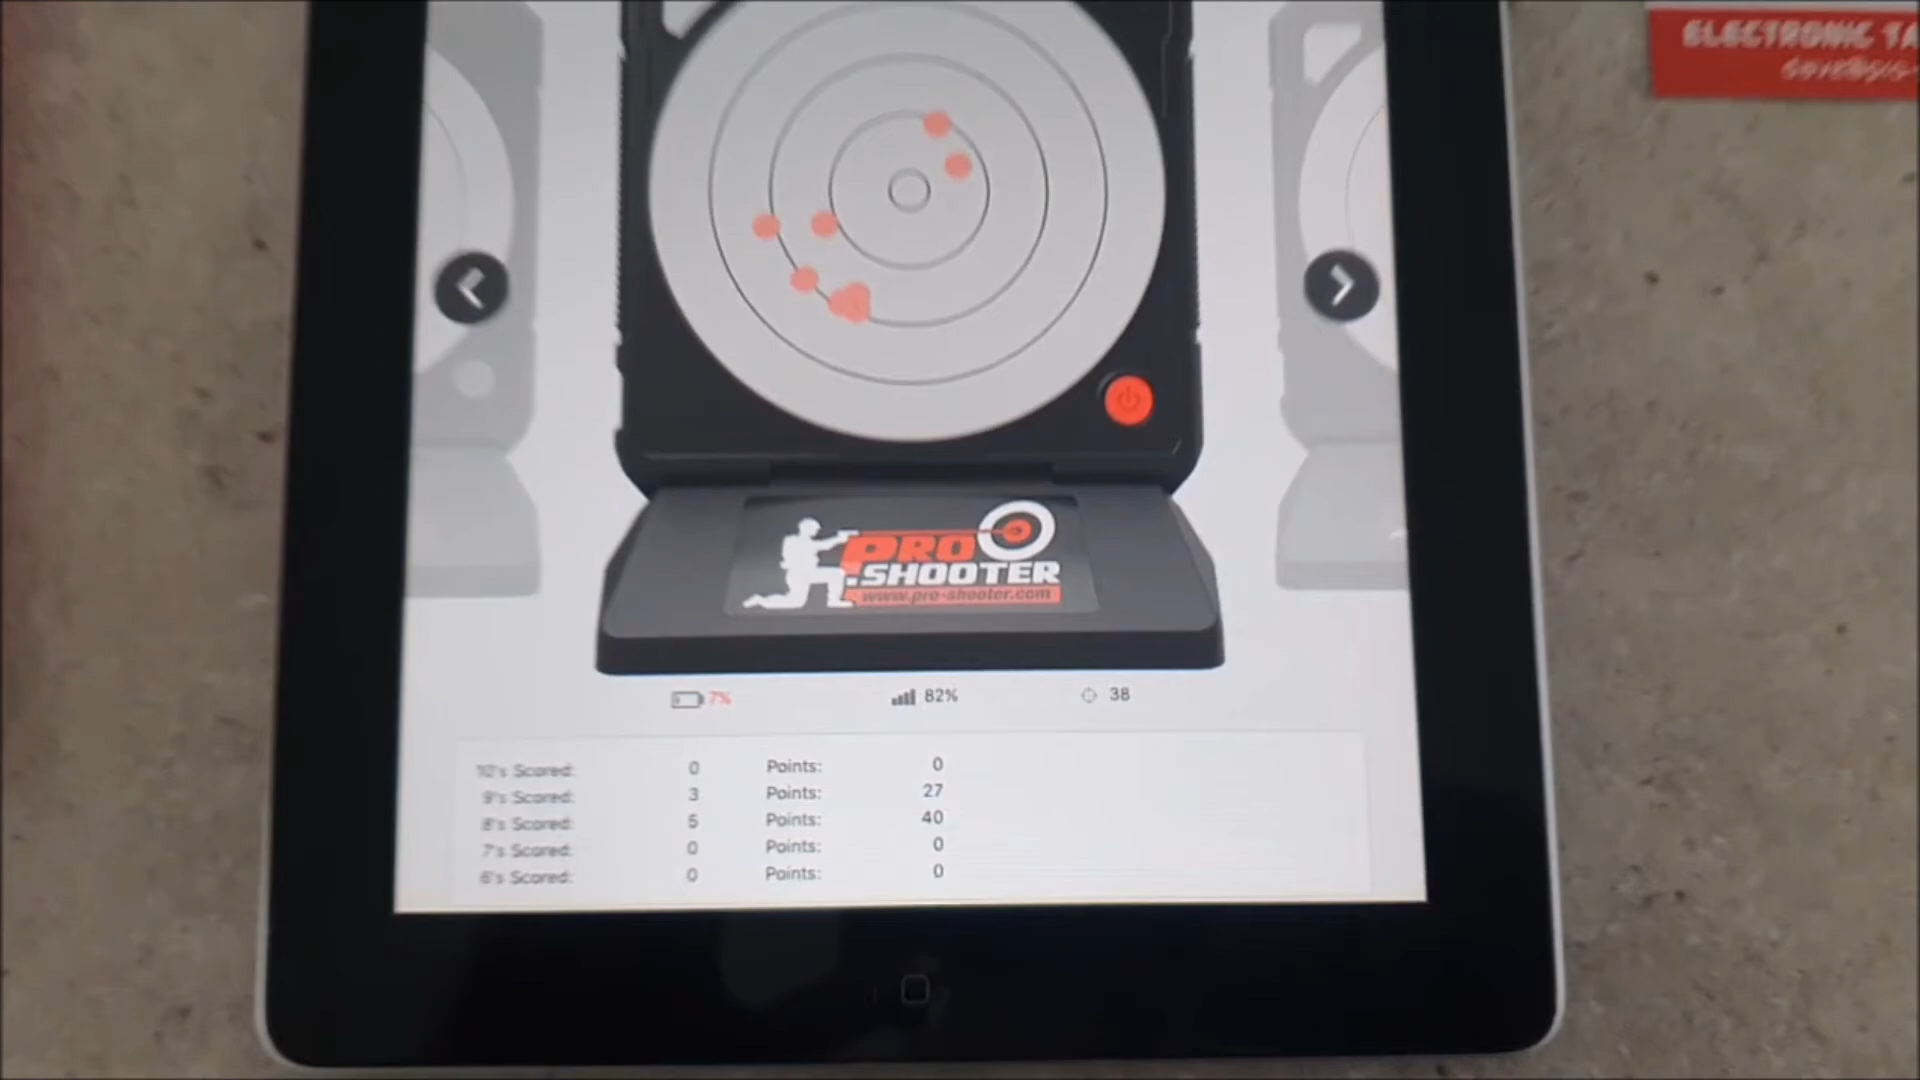 ELECTRONIC TA
PRO
.SHOOTER
www.pro-shooter.com
7% 82% 38
10's Scored: 0 Points: 0
9's Scored: 3 Points: 27
8's Scored: 5 Points: 40
7's Scored: 0 Points: 0
6's Scored: 0 Points: 0